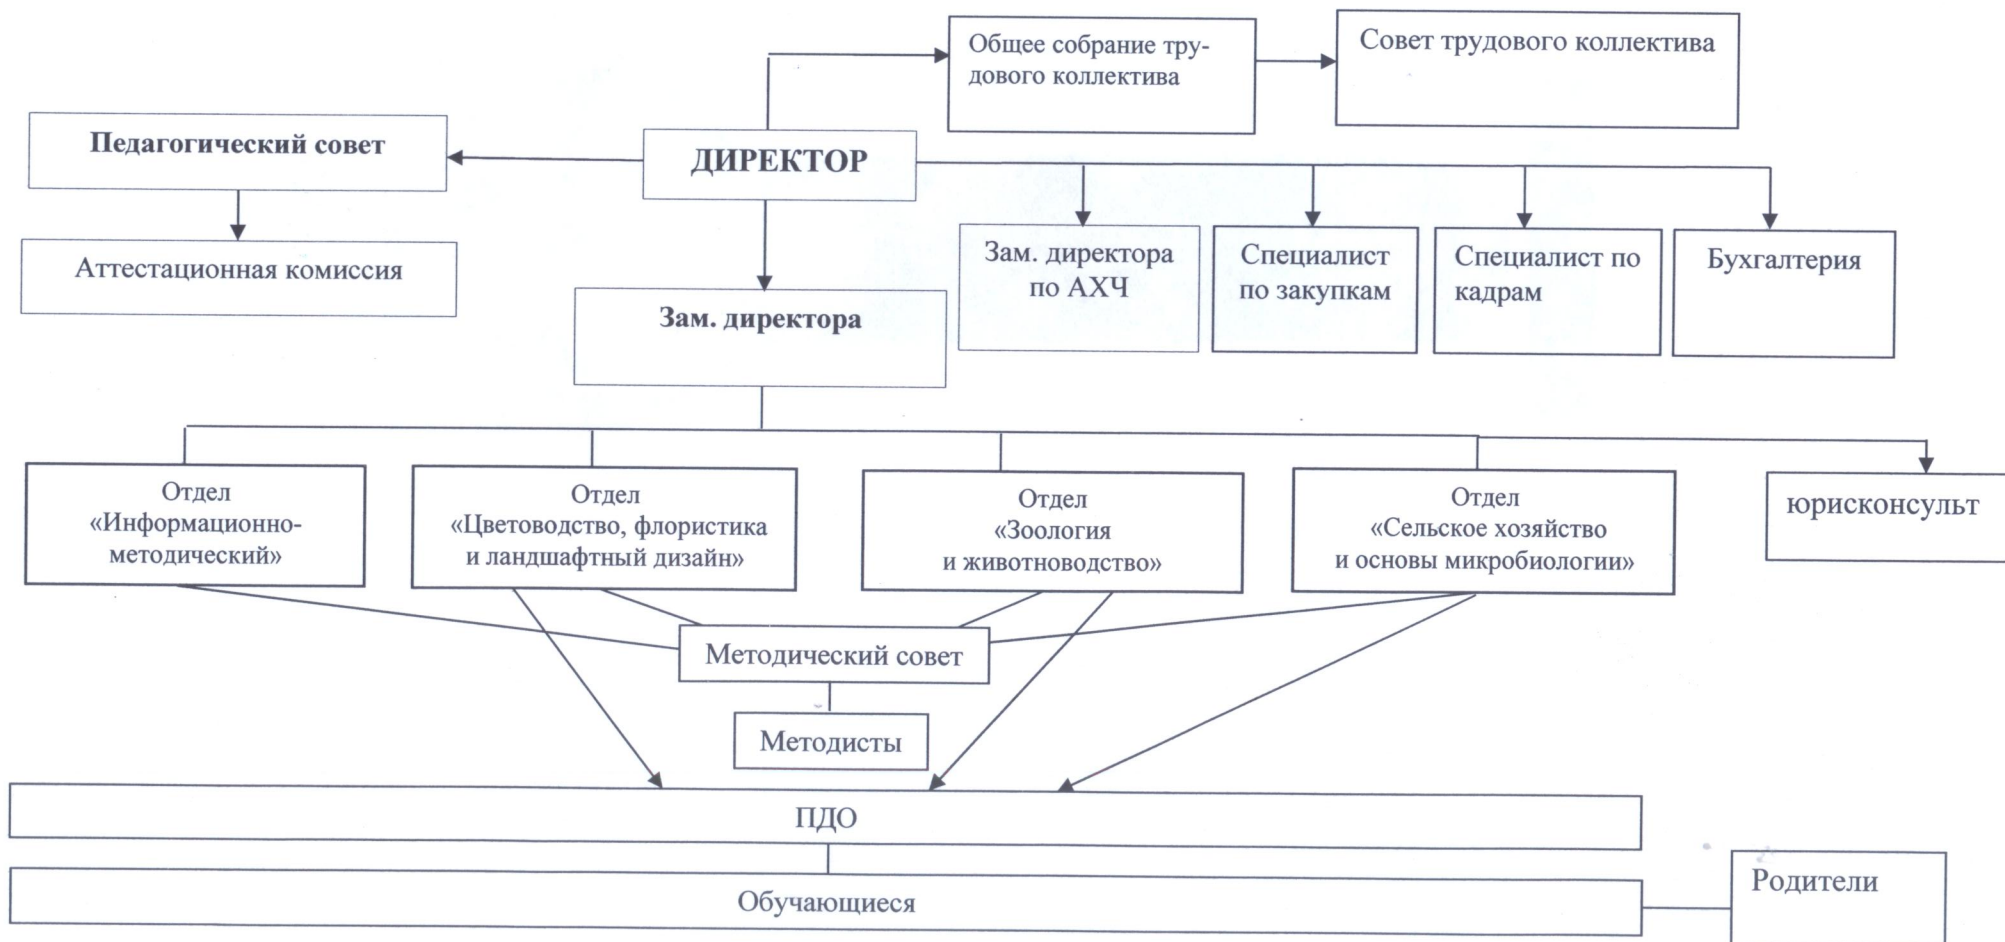 Общее собрание тру-
дового коллектива
Совет трудового коллектива
Педагогический совет
ДИРЕКТОР
Аттестационная комиссия
Зам. директора
Зам. директора
по АХЧ
Специалист
по закупкам
Специалист по
кадрам
Бухгалтерия
Отдел
«Информационно-
методический»
Отдел
«Цветоводство, флористика
и ландшафтный дизайн»
Отдел
«Зоология
и животноводство»
Отдел
«Сельское хозяйство
и основы микробиологии»
юрисконсульт
Методический совет
Методисты
ПДО
Обучающиеся
Родители